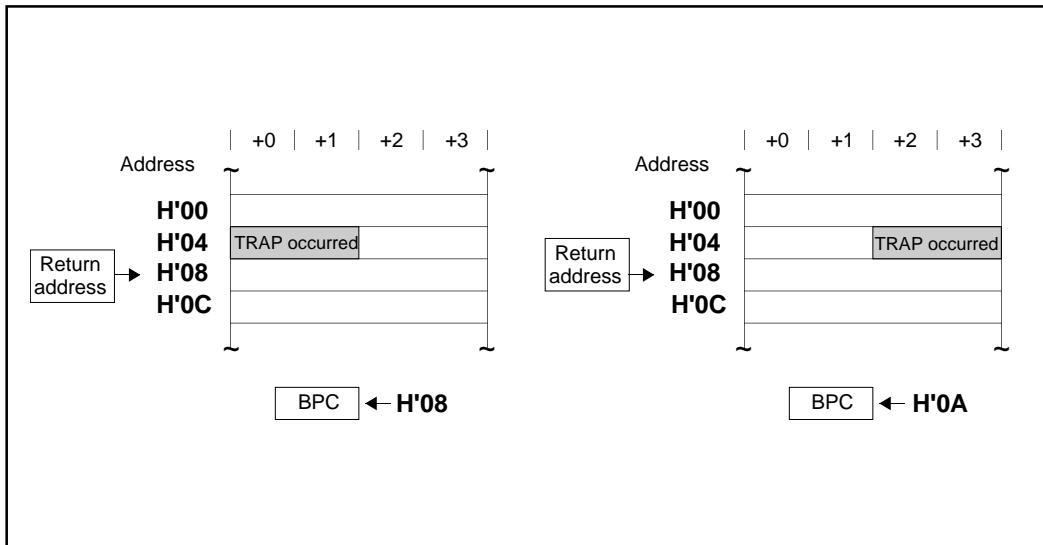 +0 +1 +2 +3
Address
~ ~
H'00
H'04 TRAP occurred
Return address H'08
H'0C
~ ~
BPC H'08
+0 +1 +2 +3
Address
~ ~
H'00
H'04 TRAP occurred
Return address H'08
H'0C
~ ~
BPC H'0A